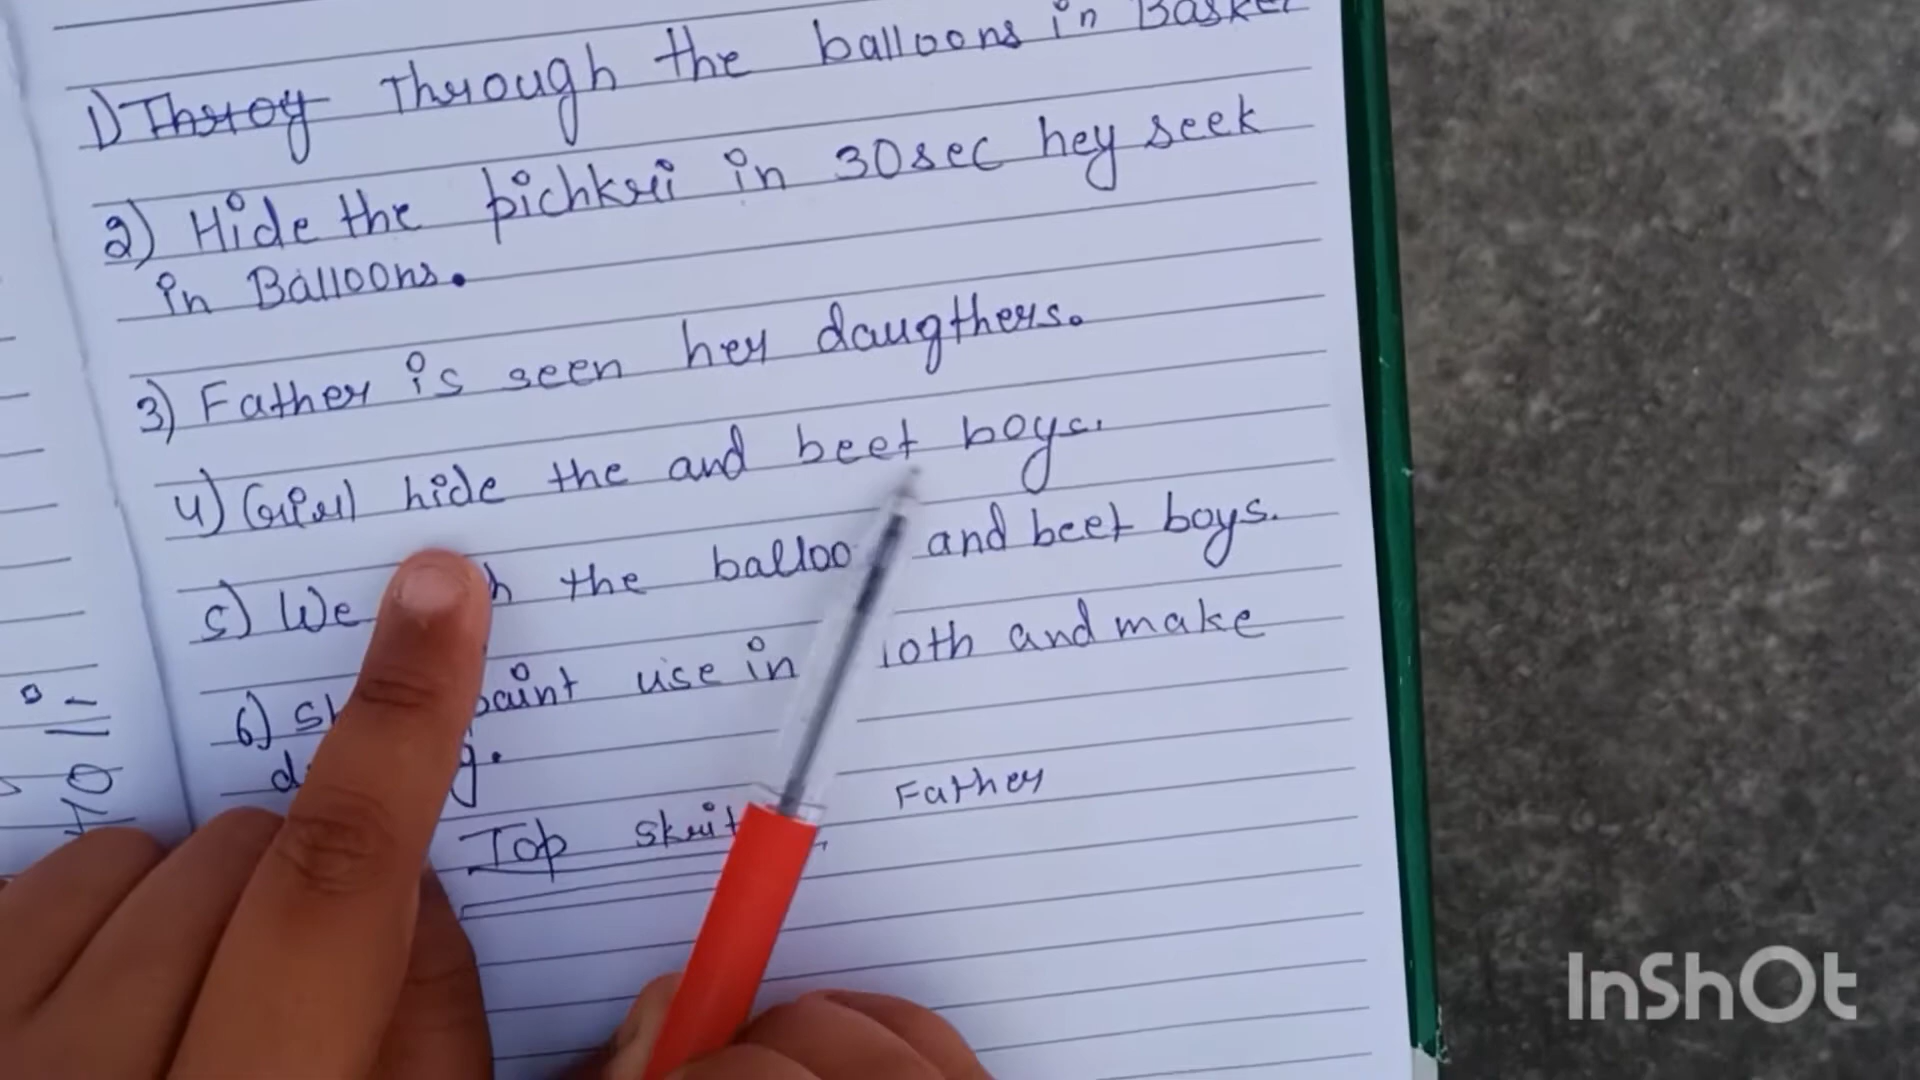 1) Throy Through the balloons in Basket
2) Hide the pichkri in 30sec hey seek
in Balloons.
3) Father is seen her daugthers.
4) Girl hide the and beet boys.
5) We the balloo and beet boys.
6) paint use in and make
Top Father
InShOt